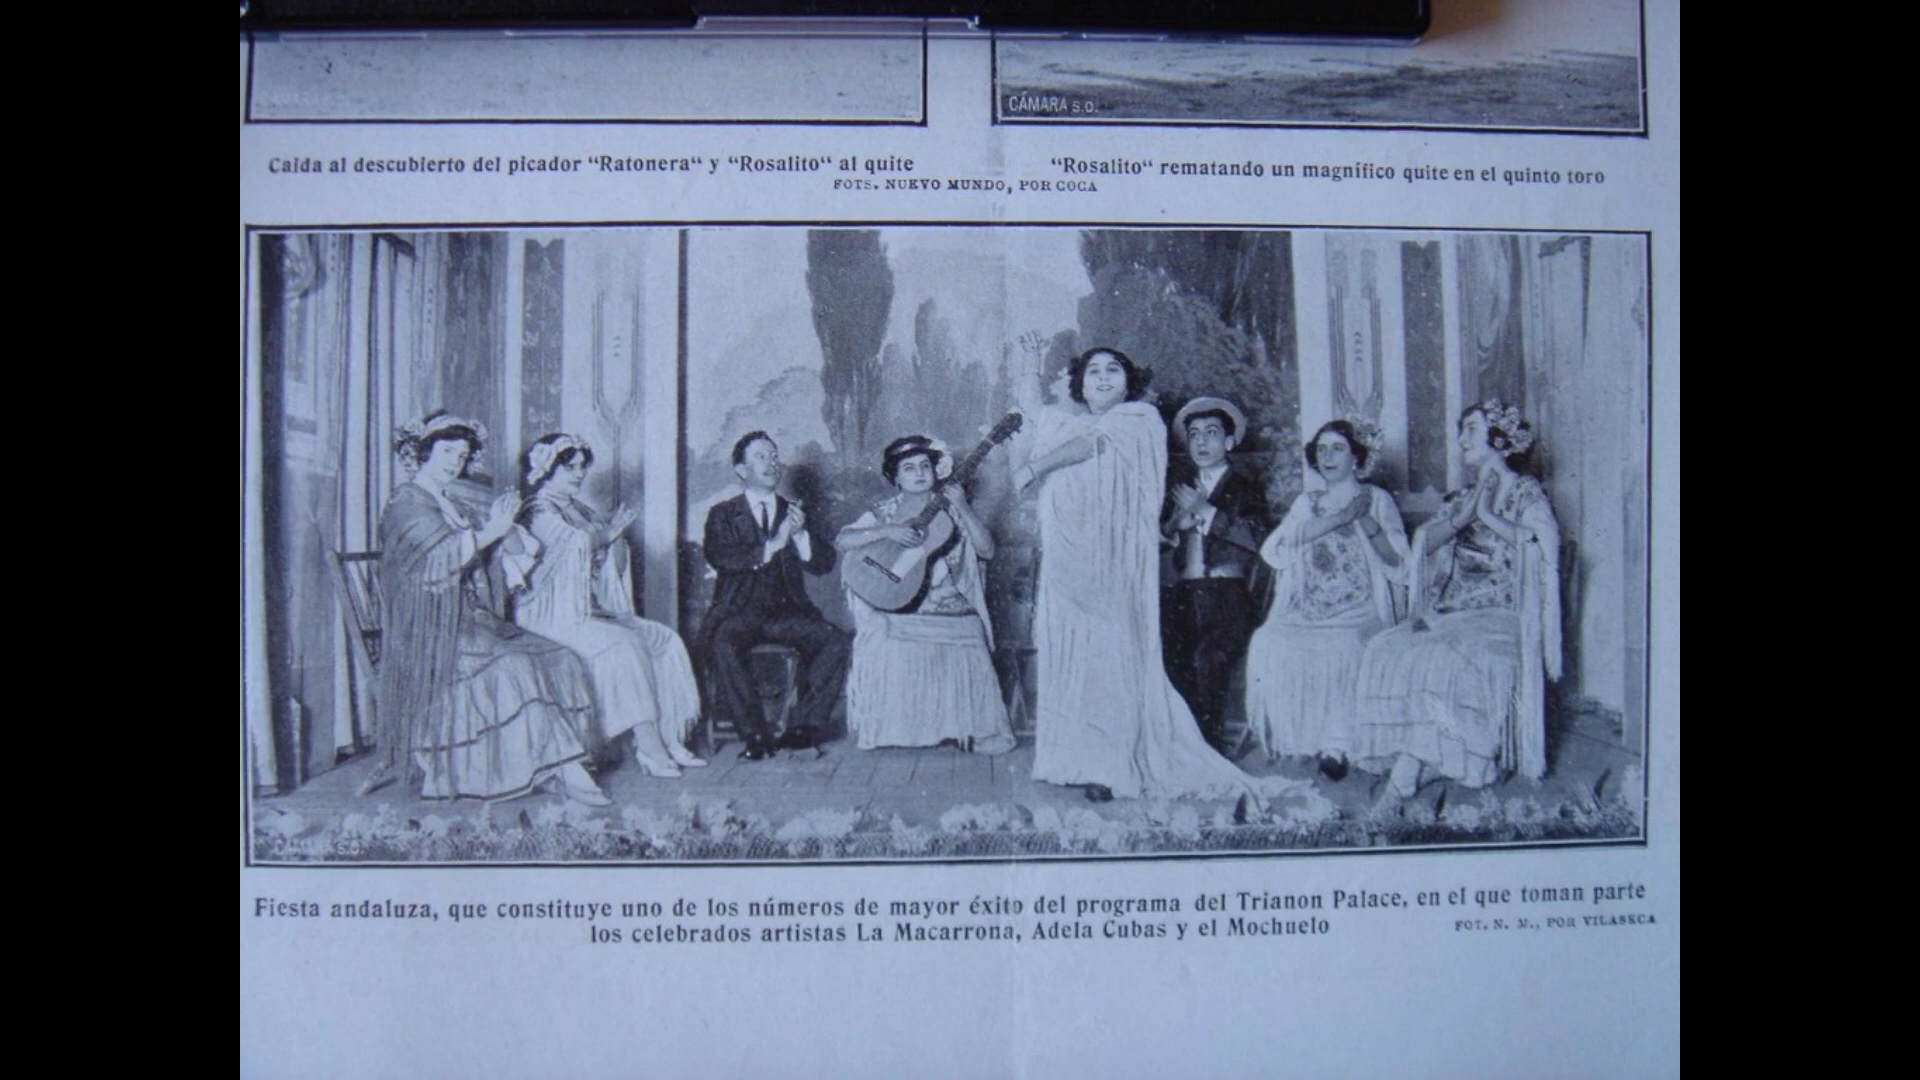 CÁMARA S.O.
Caida al descubierto del picador “Ratonera“ y “Rosalito“ al quite
“Rosalito“ rematando un magnífico quite en el quinto toro
FOTS. NUEVO MUNDO, POR COCA
CÁMARA S.O.
Fiesta andaluza, que constituye uno de los números de mayor éxito del programa del Trianon Palace, en el que toman parte
los celebrados artistas La Macarrona, Adela Cubas y el Mochuelo
FOT. N. M., POR VILASECA